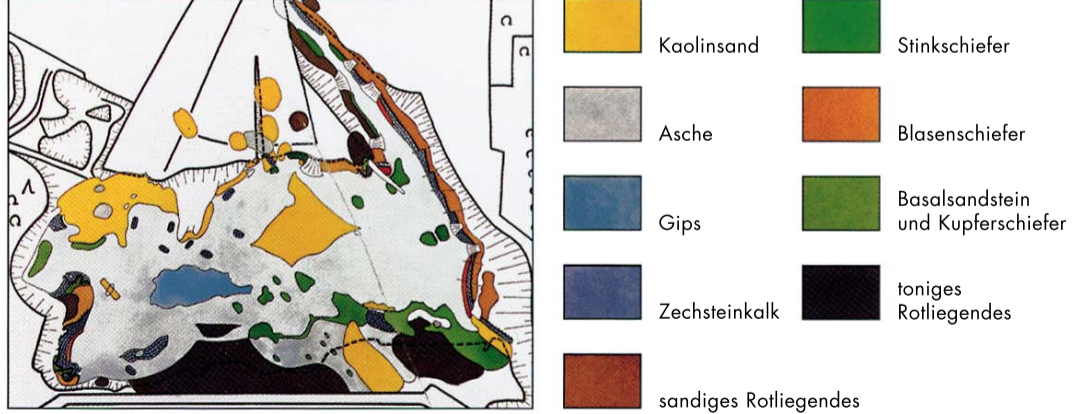 Kaolinsand
Stinkschiefer
Asche
Blasenschiefer
Gips
Basalsandstein
und Kupferschiefer
Zechsteinkalk
toniges
Rotliegendes
sandiges Rotliegendes